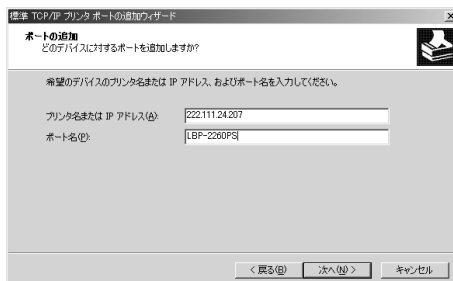 標準 TCP/IP プリンタ ポートの追加ウィザード
ポートの追加
どのデバイスに対するポートを追加しますか?
希望のデバイスのプリンタ名または IP アドレス、およびポート名を入力してください。
プリンタ名または IP アドレス(A): 222.111.24.207
ポート名(P): LBP-2260PS
< 戻る(B) 次へ(N) > キャンセル